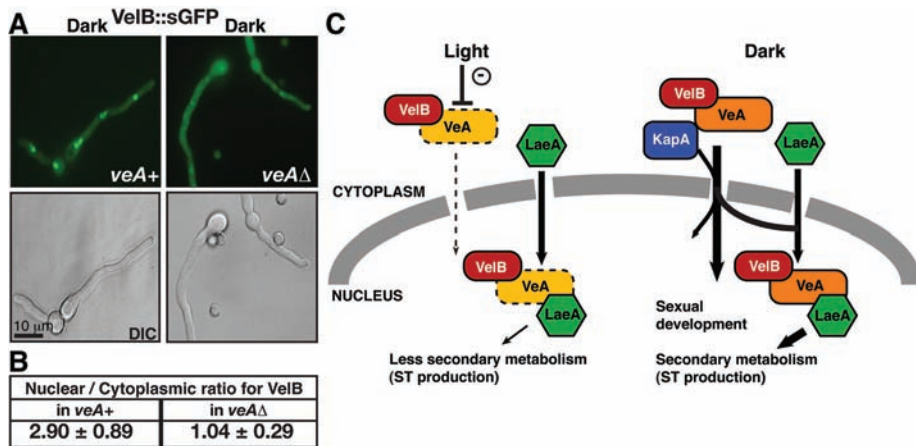 A
VelB::sGFP
Dark
Dark
veA+
veAΔ
10 μm
DIC
B
Nuclear / Cytoplasmic ratio for VelB
in veA+
in veAΔ
2.90 ± 0.89
1.04 ± 0.29
C
Light
−
VelB
VeA
LaeA
CYTOPLASM
NUCLEUS
VelB
VeA
LaeA
Less secondary metabolism
(ST production)
Dark
VelB
VeA
KapA
LaeA
VelB
VeA
LaeA
Sexual
development
Secondary metabolism
(ST production)